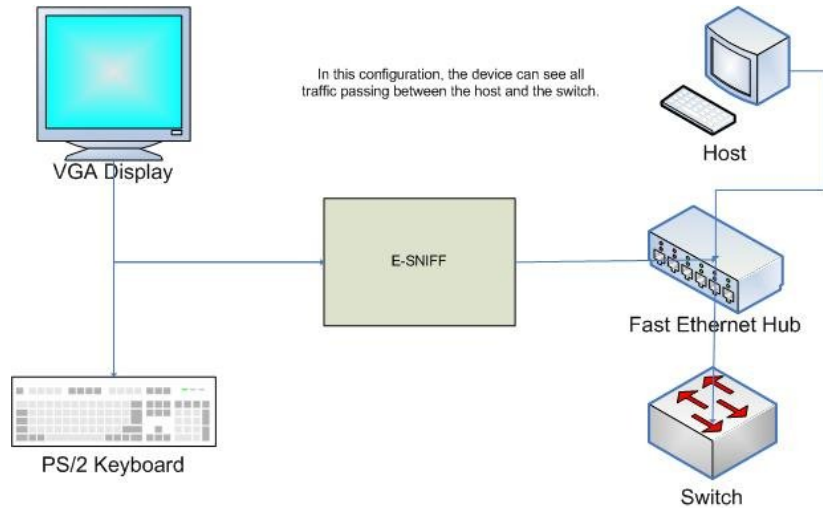 In this configuration, the device can see all
traffic passing between the host and the switch.
VGA Display
Host
E-SNIFF
Fast Ethernet Hub
PS/2 Keyboard
Switch